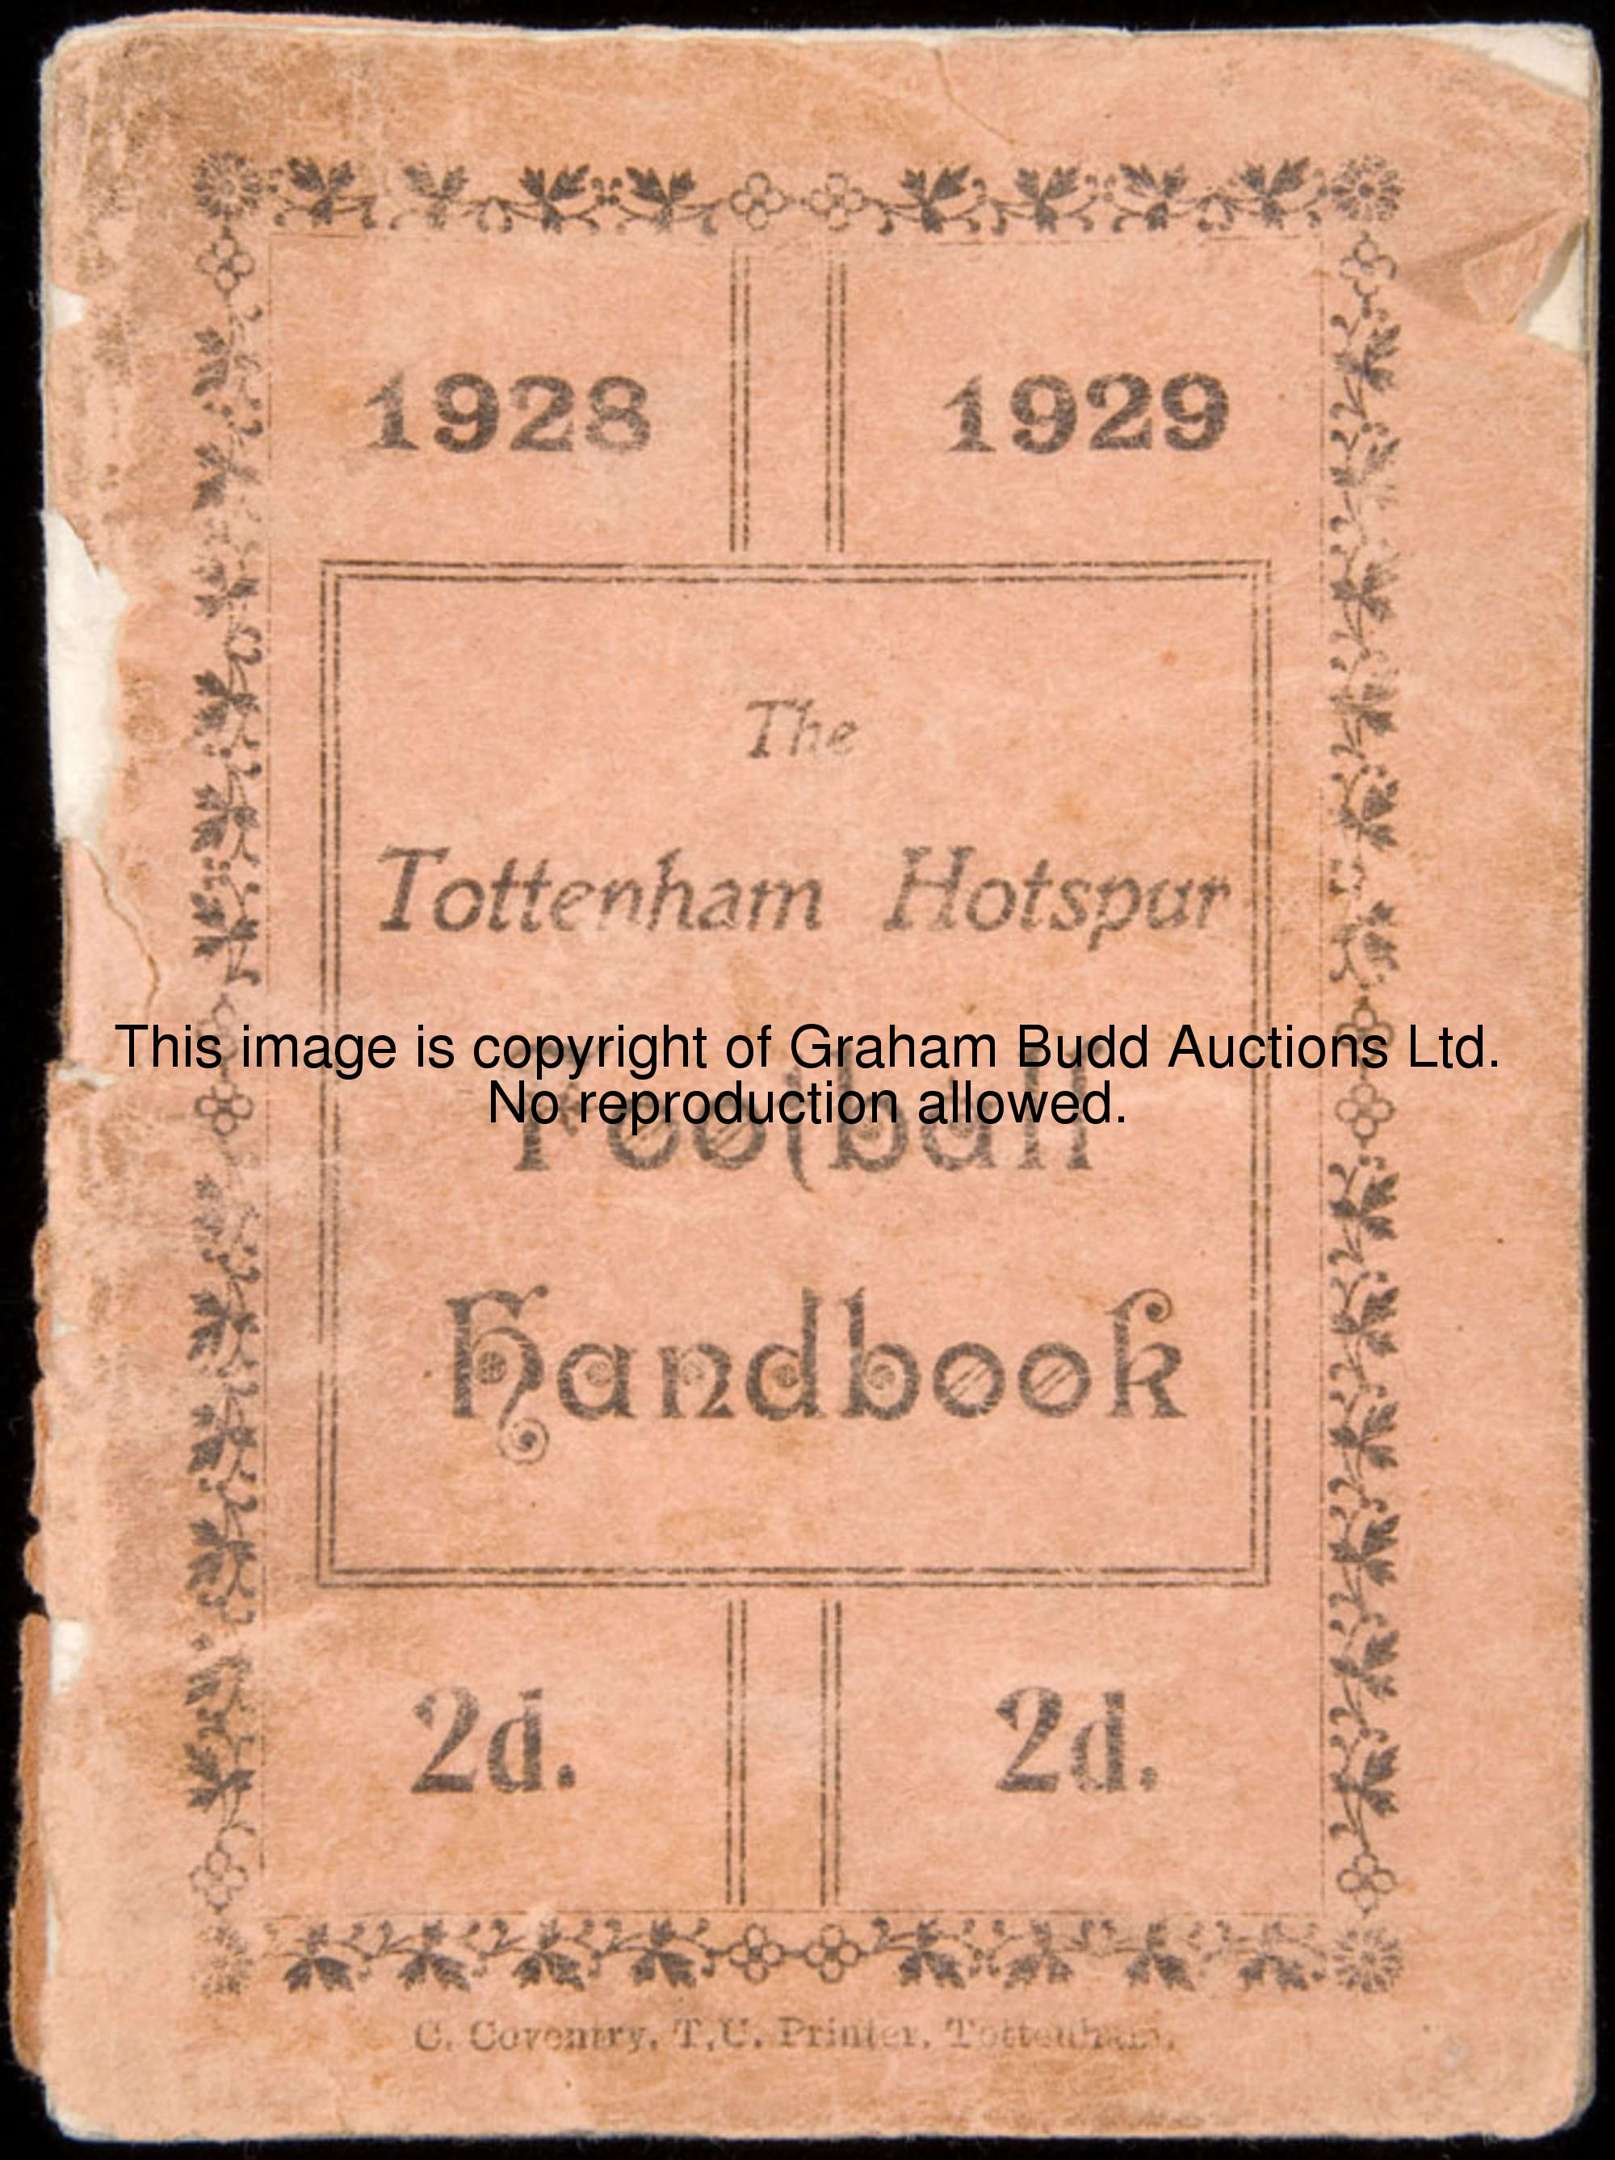 1928 1929
The
Tottenham Hotspur
This image is copyright of Graham Budd Auctions Ltd.
No reproduction allowed.
Football
Handbook
2d. 2d.
C. Coventry, T.U. Printer, Tottenham.